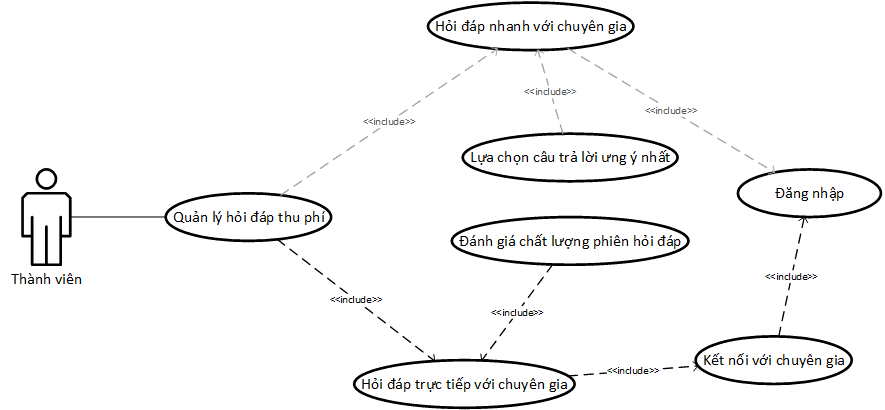 Hỏi đáp nhanh với chuyên gia
<<include>>
<<include>>
<<include>>
Lựa chọn câu trả lời ưng ý nhất
Đăng nhập
Quản lý hỏi đáp thu phí
Thành viên
Đánh giá chất lượng phiên hỏi đáp
<<include>>
<<include>>
<<include>>
Kết nối với chuyên gia
<<include>>
Hỏi đáp trực tiếp với chuyên gia